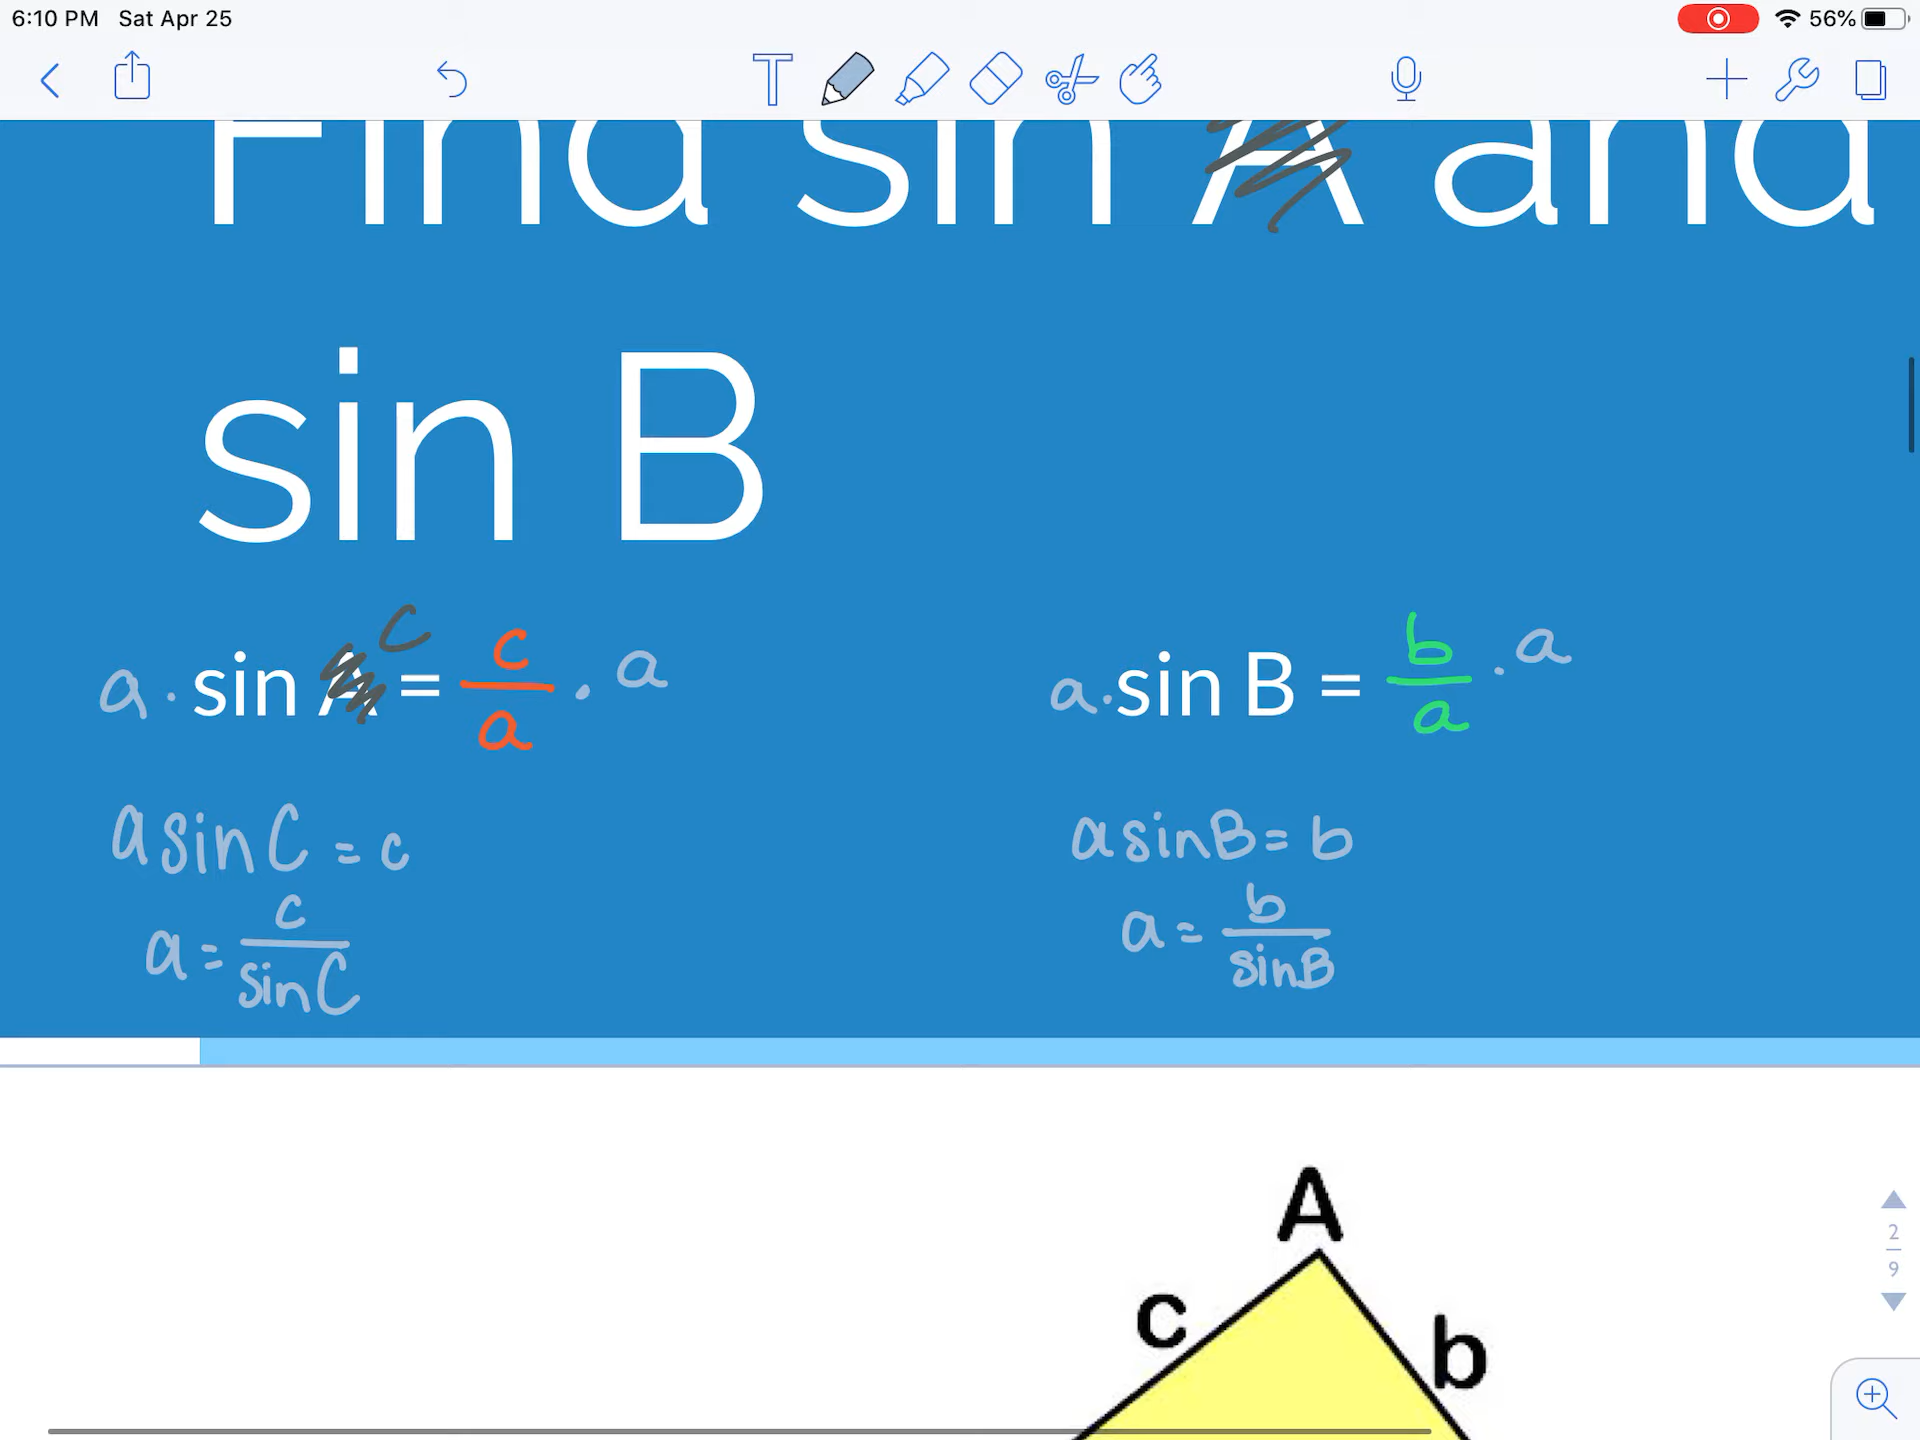 6:10 PM Sat Apr 25
56%
T
Find sin A and
sin B
a · sin A C = c/a · a
a · sin B = b/a · a
a sin C = c
a sin B = b
a = c/sin C
a = b/sin B
A
c
b
2
9